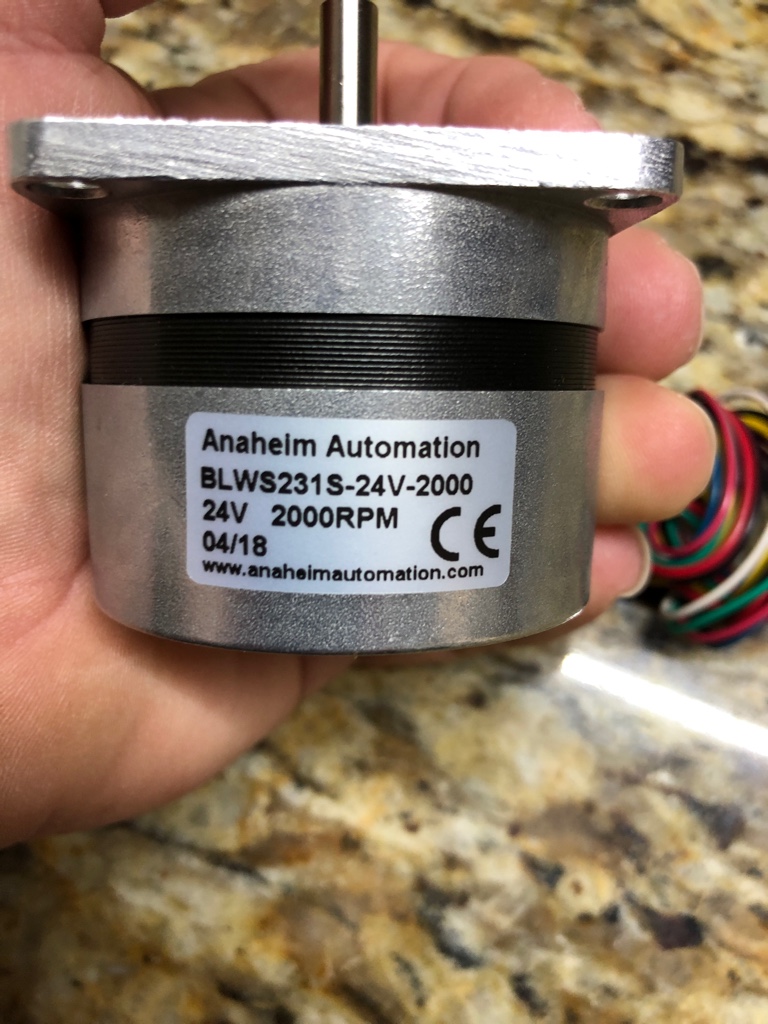 Anaheim Automation
BLWS231S-24V-2000
24V 2000RPM
04/18 CE
www.anaheimautomation.com